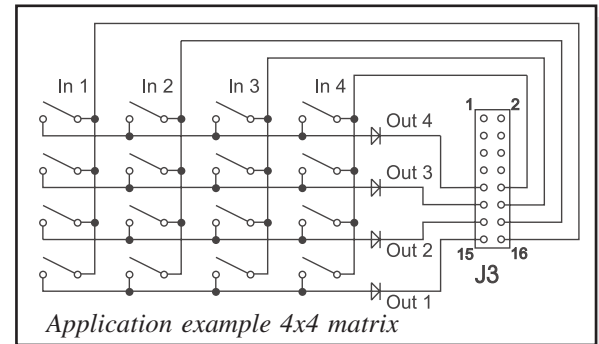 In 1 In 2 In 3 In 4
1 2
Out 4
Out 3
Out 2
15 16
J3
Out 1
Application example 4x4 matrix